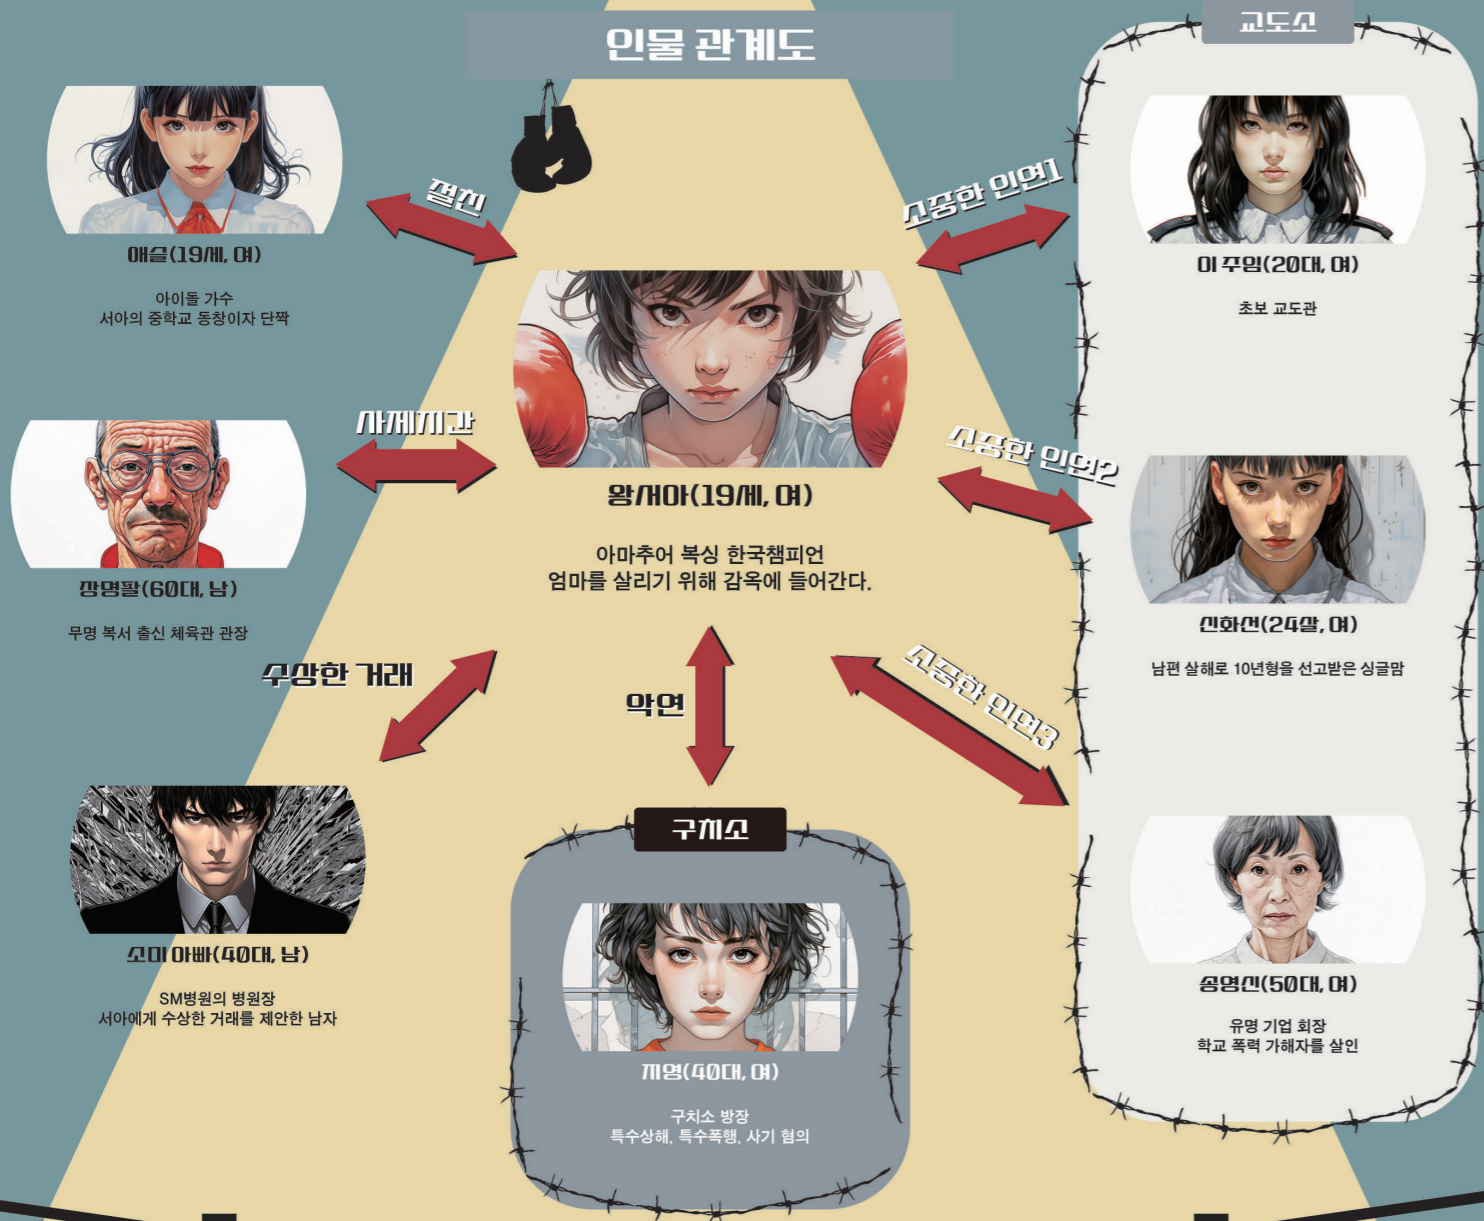 인물 관계도
교도소
애슬(19세, 여)
아이돌 가수
서아의 중학교 동창이자 단짝
절친
소중한 인연1
이 주임(20대, 여)
초보 교도관
왕서아(19세, 여)
아마추어 복싱 한국챔피언
엄마를 살리기 위해 감옥에 들어간다.
사제지간
장명팔(60대, 남)
무명 복서 출신 체육관 관장
소중한 인연2
신화선(24살, 여)
남편 살해로 10년형을 선고받은 싱글맘
수상한 거래
소미 아빠(40대, 남)
SM병원의 병원장
서아에게 수상한 거래를 제안한 남자
악연
구치소
지영(40대, 여)
구치소 방장
특수상해, 특수폭행, 사기 혐의
소중한 인연3
송영신(50대, 여)
유명 기업 회장
학교 폭력 가해자를 살인